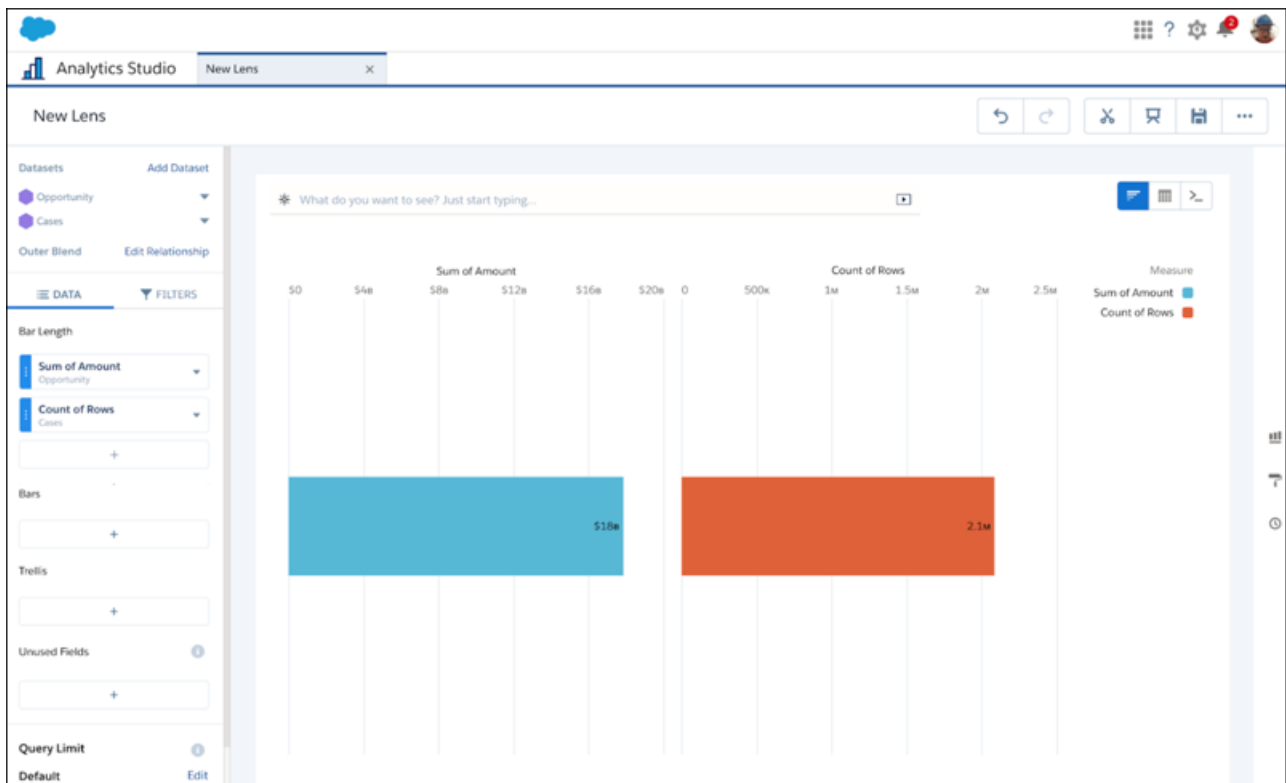 2
Analytics Studio
New Lens
New Lens
Datasets Add Dataset
Opportunity
Cases
Outer Blend Edit Relationship
DATA FILTERS
Bar Length
Sum of Amount
Opportunity
Count of Rows
Cases
+
Bars
+
Trellis
+
Unused Fields
+
Query Limit
Default Edit
What do you want to see? Just start typing...
Sum of Amount Count of Rows
$0 $4B $8B $12B $16B $20B 0 500K 1M 1.5M 2M 2.5M
$18B 2.1M
Measure
Sum of Amount
Count of Rows